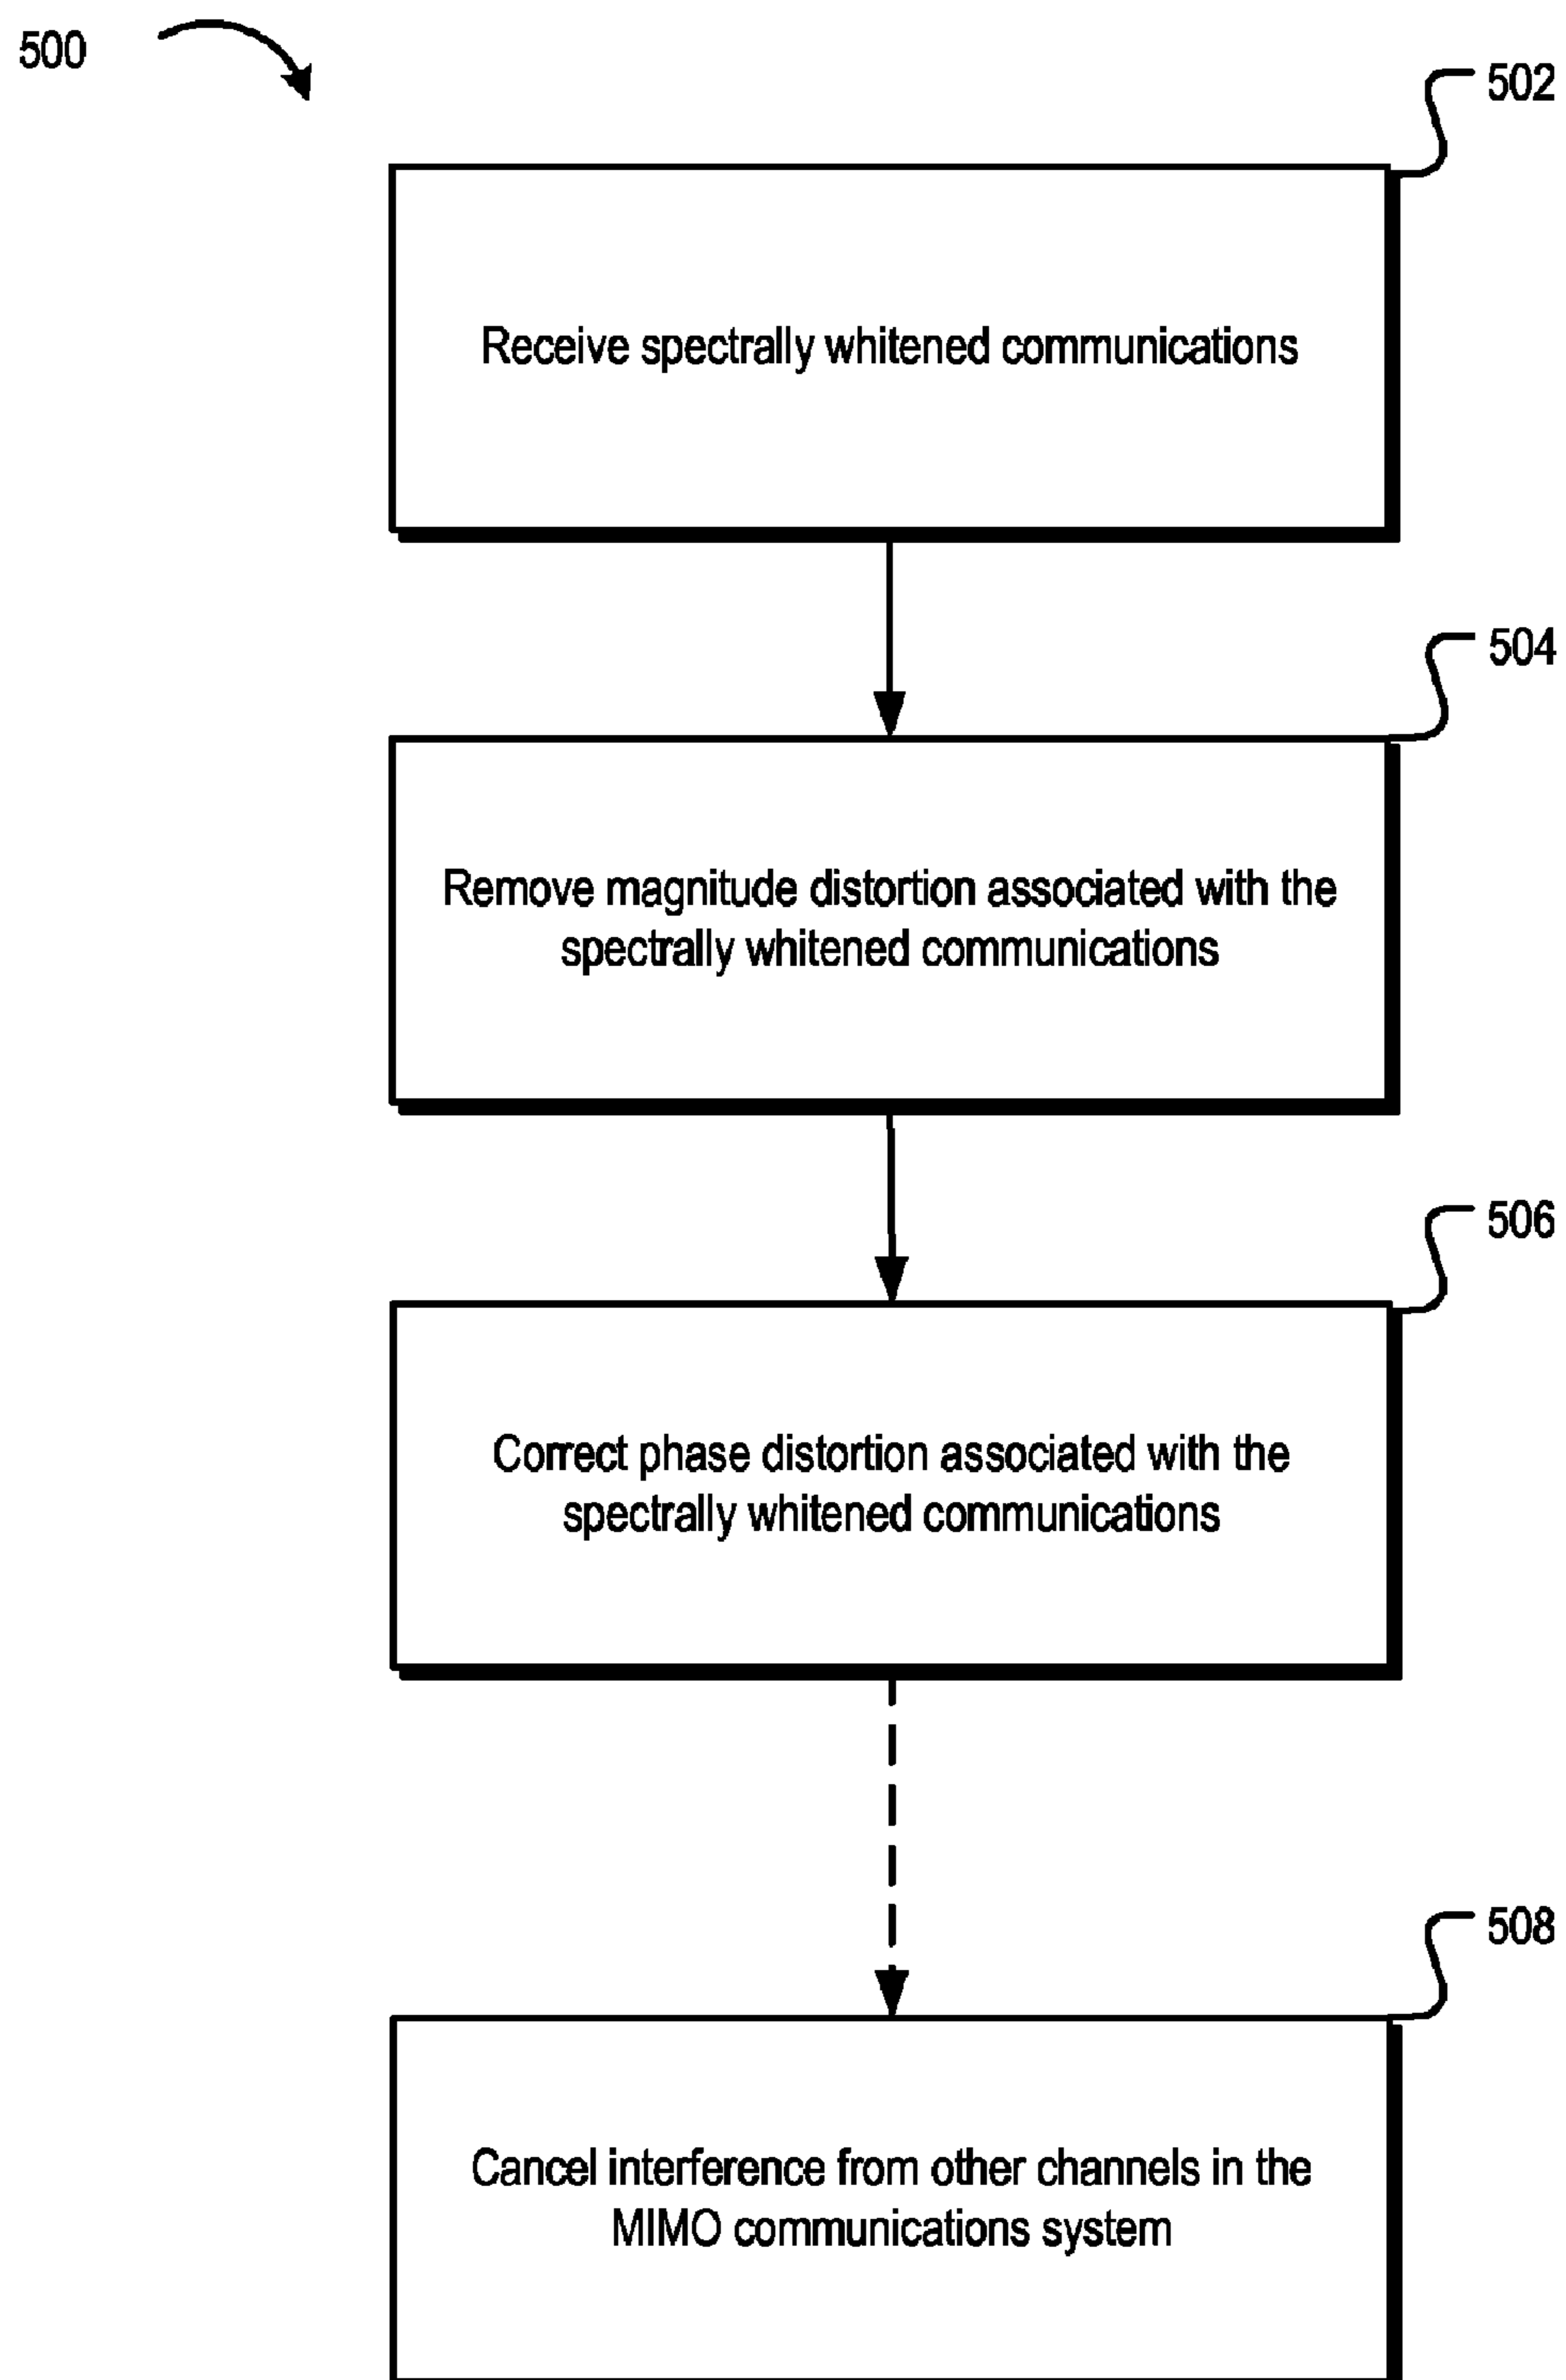 500
502
Receive spectrally whitened communications
504
Remove magnitude distortion associated with the
spectrally whitened communications
506
Correct phase distortion associated with the
spectrally whitened communications
508
Cancel interference from other channels in the
MIMO communications system